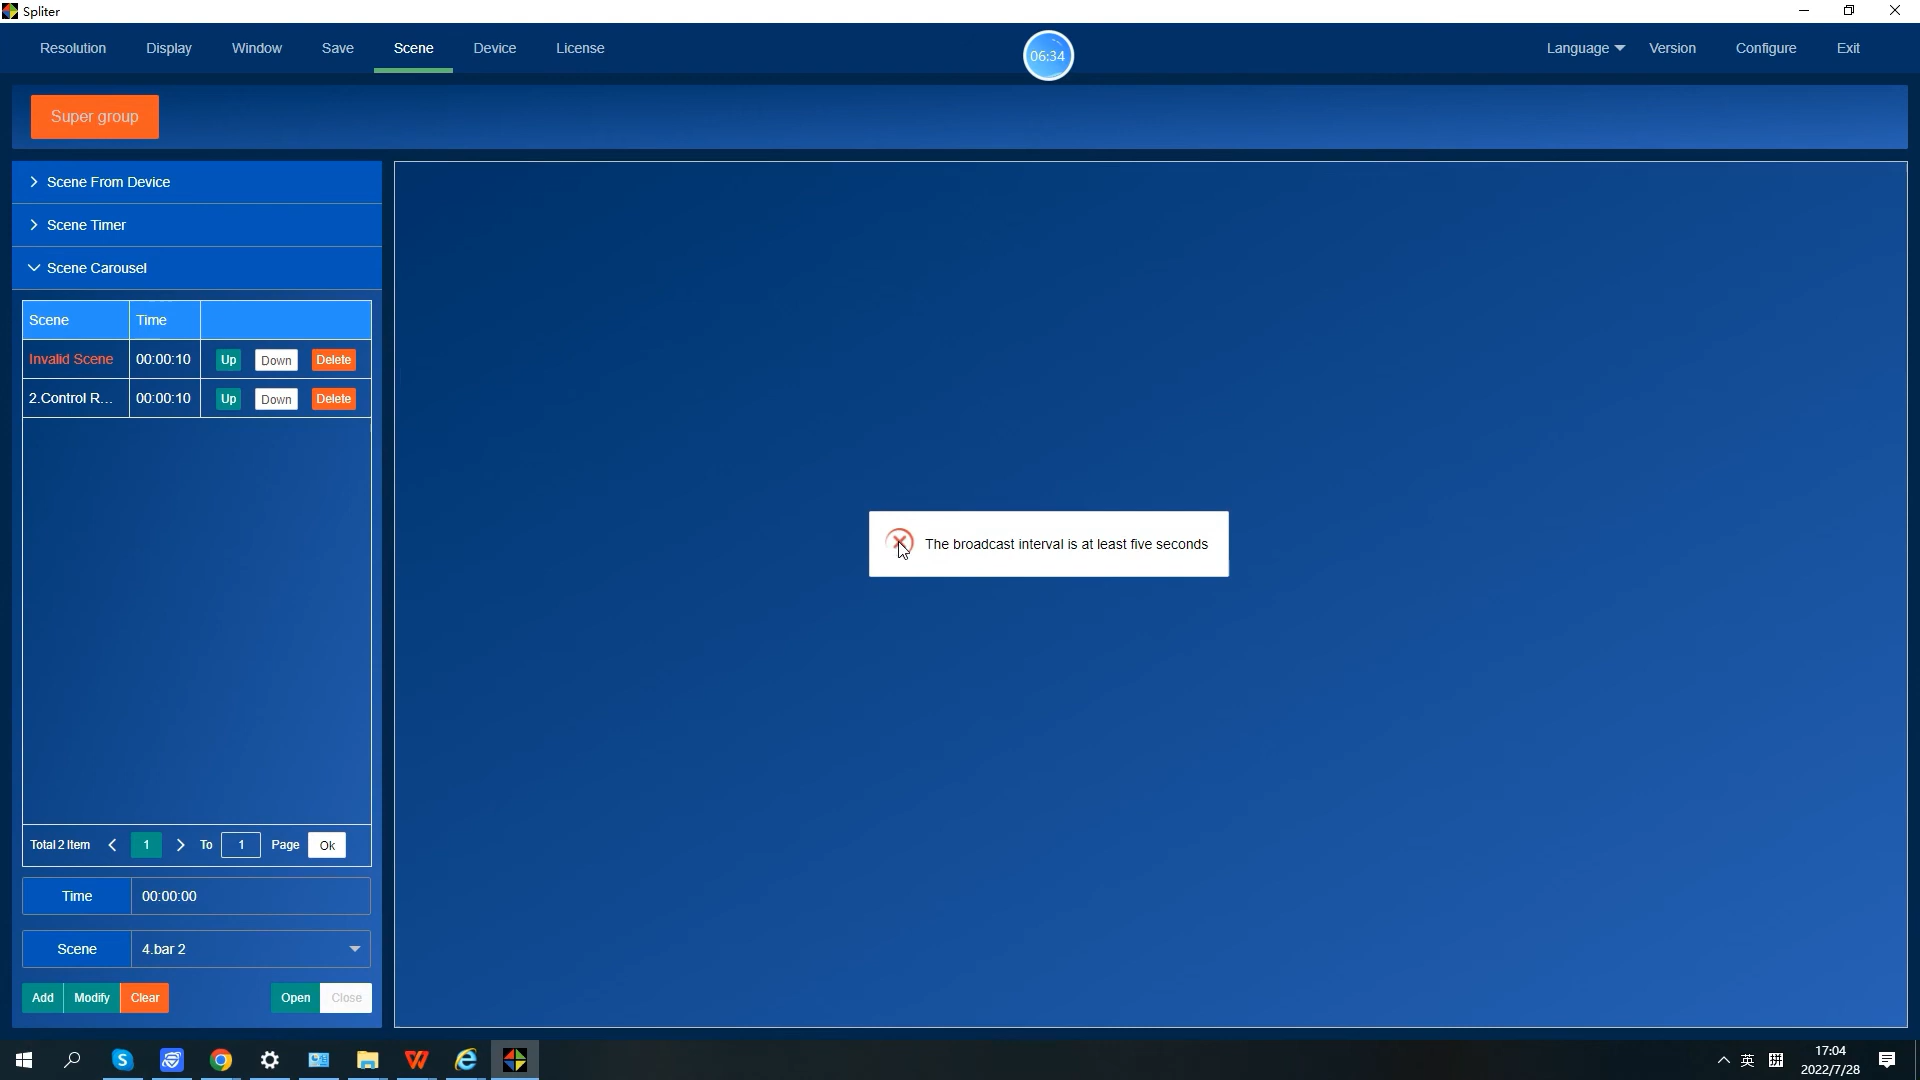 Spliter
Resolution Display Window Save Scene Device License 06:34 Language Version Configure Exit
Super group
Scene From Device
Scene Timer
Scene Carousel
Scene Time
Invalid Scene 00:00:10 Up Down Delete
2.Control R... 00:00:10 Up Down Delete
The broadcast interval is at least five seconds
Total 2 Item 1 To 1 Page Ok
Time 00:00:00
Scene 4.bar 2
Add Modify Clear Open Close
英 拼 17:04
2022/7/28